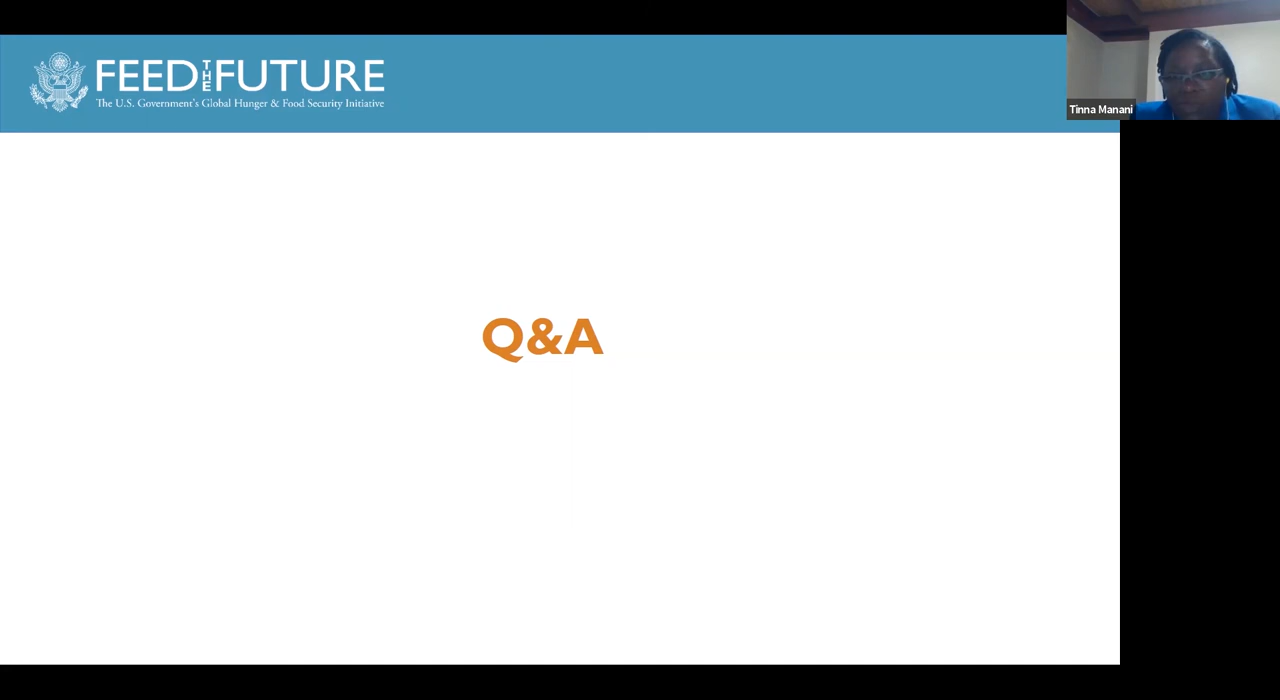 FEED THE FUTURE
The U.S. Government's Global Hunger & Food Security Initiative
Tinna Manani
Q&A